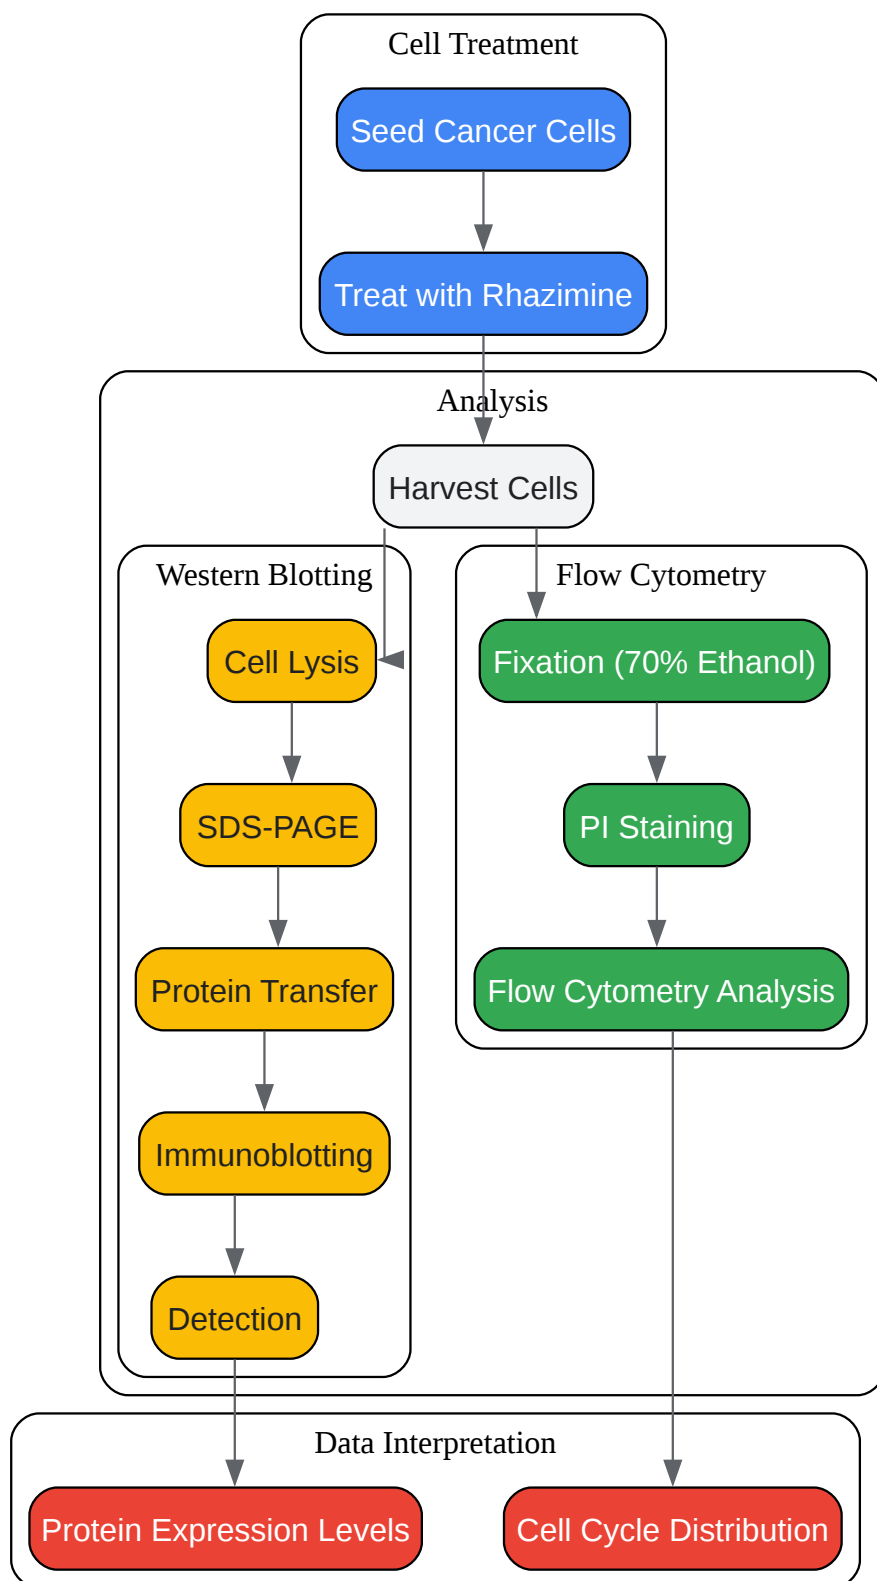 Cell Treatment
Seed Cancer Cells
Treat with Rhazimine
Analysis
Harvest Cells
Western Blotting
Cell Lysis
SDS-PAGE
Protein Transfer
Immunoblotting
Detection
Flow Cytometry
Fixation (70% Ethanol)
PI Staining
Flow Cytometry Analysis
Data Interpretation
Protein Expression Levels
Cell Cycle Distribution